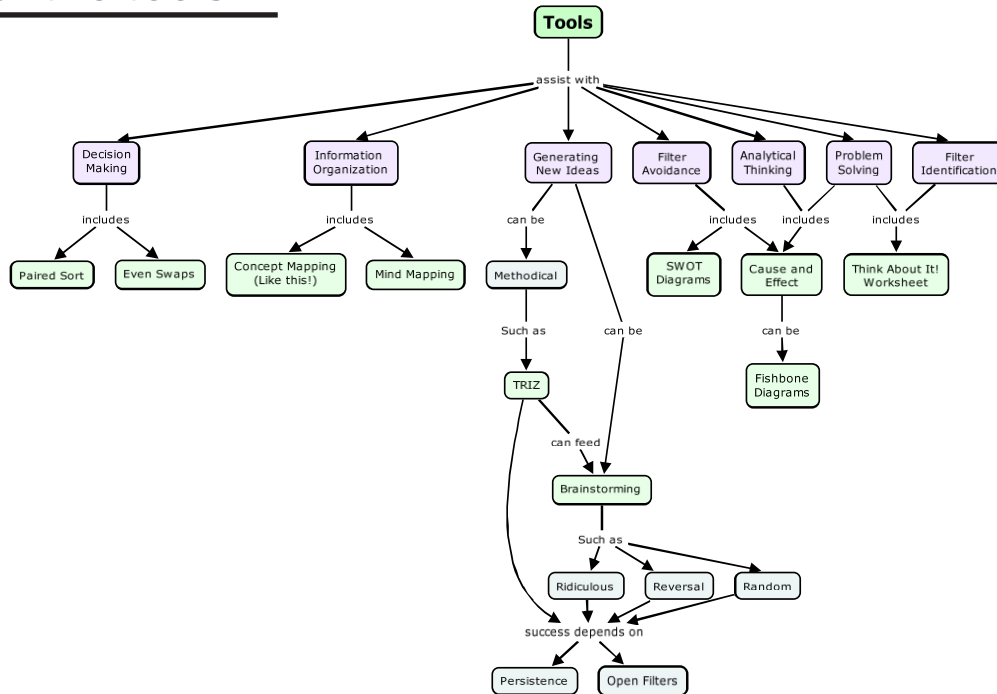 Tools
assist with
Decision
Making
Information
Organization
Generating
New Ideas
Filter
Avoidance
Analytical
Thinking
Problem
Solving
Filter
Identification
includes
includes
can be
includes
includes
includes
Paired Sort
Even Swaps
Concept Mapping
(Like this!)
Mind Mapping
Methodical
SWOT
Diagrams
Cause and
Effect
Think About It!
Worksheet
Such as
can be
can be
TRIZ
Fishbone
Diagrams
can feed
Brainstorming
Such as
Ridiculous
Reversal
Random
success depends on
Persistence
Open Filters